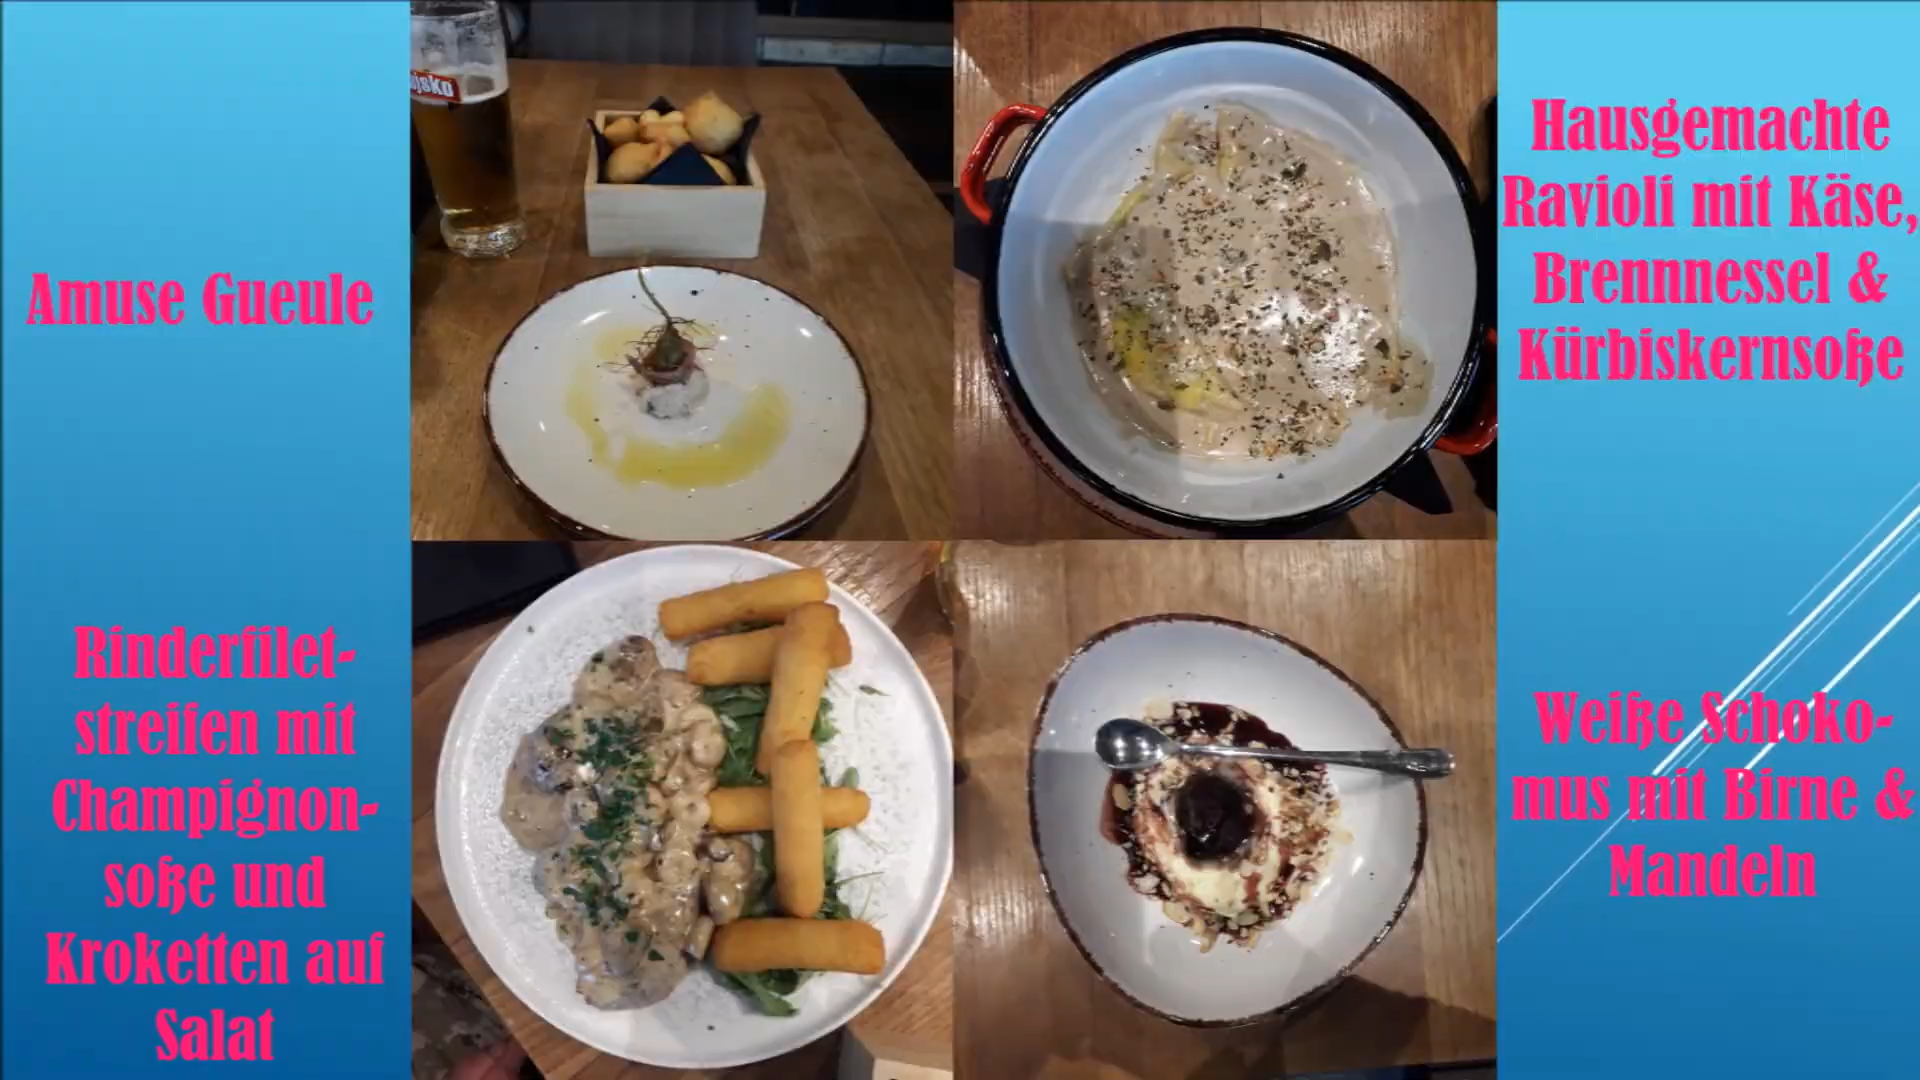 Amuse Gueule
Hausgemachte
Ravioli mit Käse,
Brennnessel &
Kürbiskernsoße
Rinderfilet-
streifen mit
Champignon-
soße und
Kroketten auf
Salat
Weiße Schoko-
mus mit Birne &
Mandeln